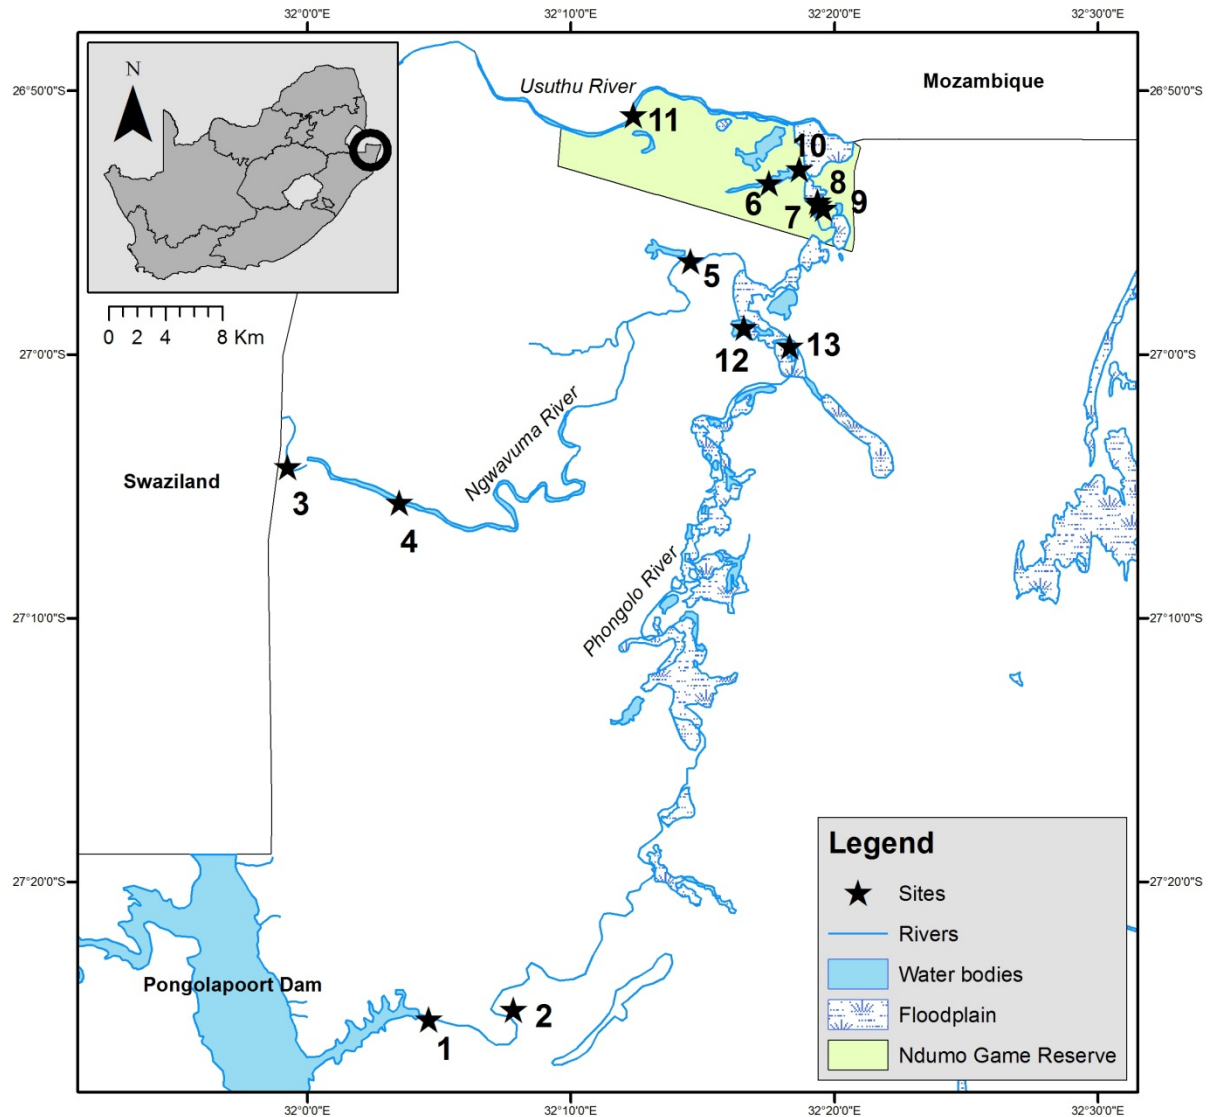 32°0'0"E 32°10'0"E 32°20'0"E 32°30'0"E
N
Usuthu River
Mozambique
26°50'0"S 26°50'0"S
11
10
8
6 7 9
5
0 2 4 8 Km
12 13
27°0'0"S 27°0'0"S
Ngwavuma River
Swaziland
3
4
Phongolo River
27°10'0"S 27°10'0"S
Legend
Sites
27°20'0"S 27°20'0"S
Rivers
Water bodies
Pongolapoort Dam
Floodplain
2
1
Ndumo Game Reserve
32°0'0"E 32°10'0"E 32°20'0"E 32°30'0"E